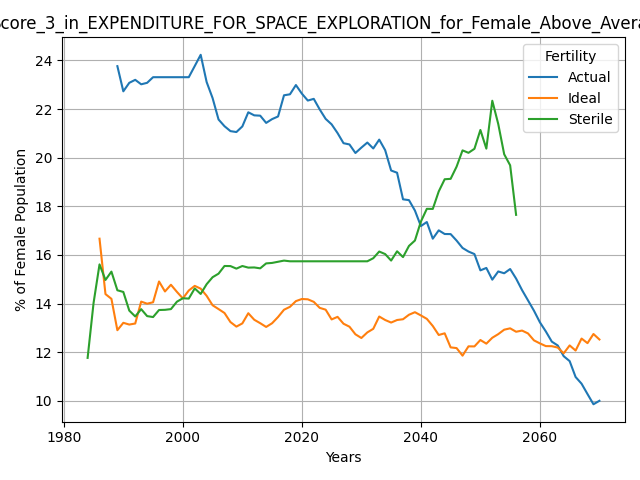 core_3_in_EXPENDITURE_FOR_SPACE_EXPLORATION_for_Female_Above_Avera
Fertility
Actual
Ideal
Sterile
% of Female Population
24
22
20
18
16
14
12
10
1980
2000
2020
2040
2060
Years